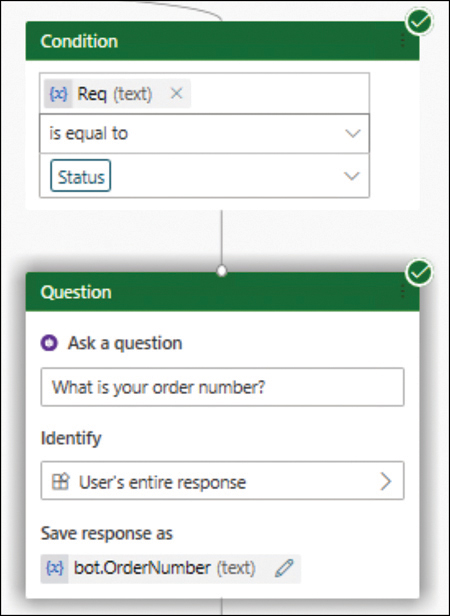 Condition
{x} Req (text) ×
is equal to
Status
Question
Ask a question
What is your order number?
Identify
User's entire response
Save response as
{x} bot.OrderNumber (text)